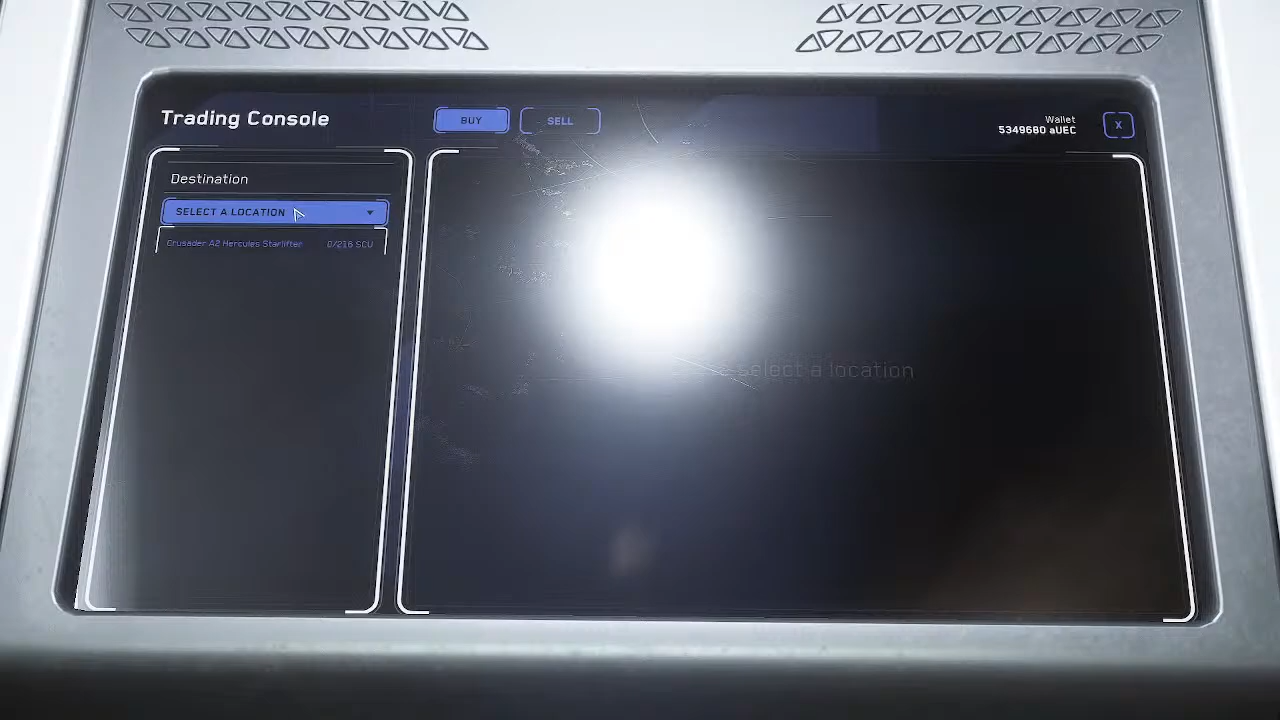 Trading Console
BUY
SELL
Wallet
5349680 aUEC
X
Destination
SELECT A LOCATION
Crusader A2 Hercules Starlifter 0/216 SCU
select a location